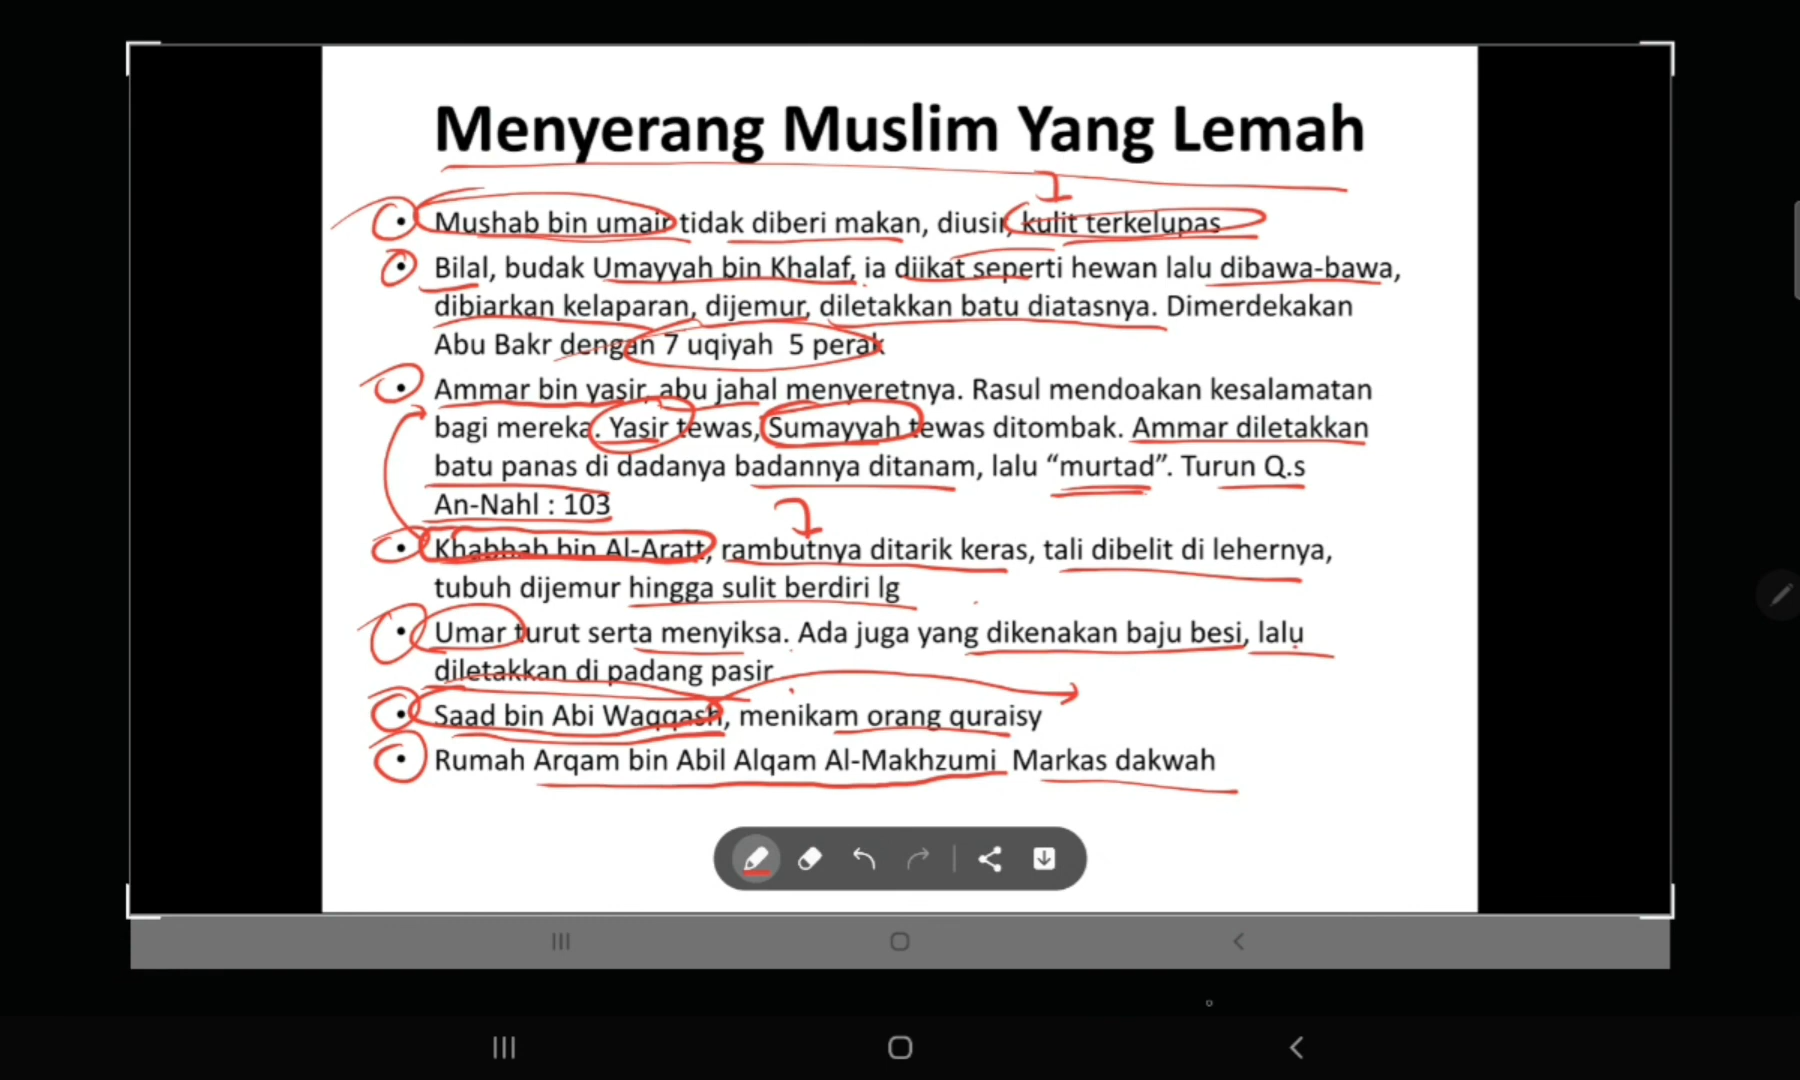 Menyerang Muslim Yang Lemah
• Mushab bin umair tidak diberi makan, diusir, kulit terkelupas
• Bilal, budak Umayyah bin Khalaf, ia diikat seperti hewan lalu dibawa-bawa,
dibiarkan kelaparan, dijemur, diletakkan batu diatasnya. Dimerdekakan
Abu Bakr dengan 7 uqiyah 5 perak
• Ammar bin yasir, abu jahal menyeretnya. Rasul mendoakan kesalamatan
bagi mereka. Yasir tewas, Sumayyah tewas ditombak. Ammar diletakkan
batu panas di dadanya badannya ditanam, lalu “murtad”. Turun Q.s
An-Nahl : 103
• Khabbab bin Al-Aratt, rambutnya ditarik keras, tali dibelit di lehernya,
tubuh dijemur hingga sulit berdiri lg
• Umar turut serta menyiksa. Ada juga yang dikenakan baju besi, lalu
diletakkan di padang pasir
• Saad bin Abi Waqqash, menikam orang quraisy
• Rumah Arqam bin Abil Alqam Al-Makhzumi Markas dakwah